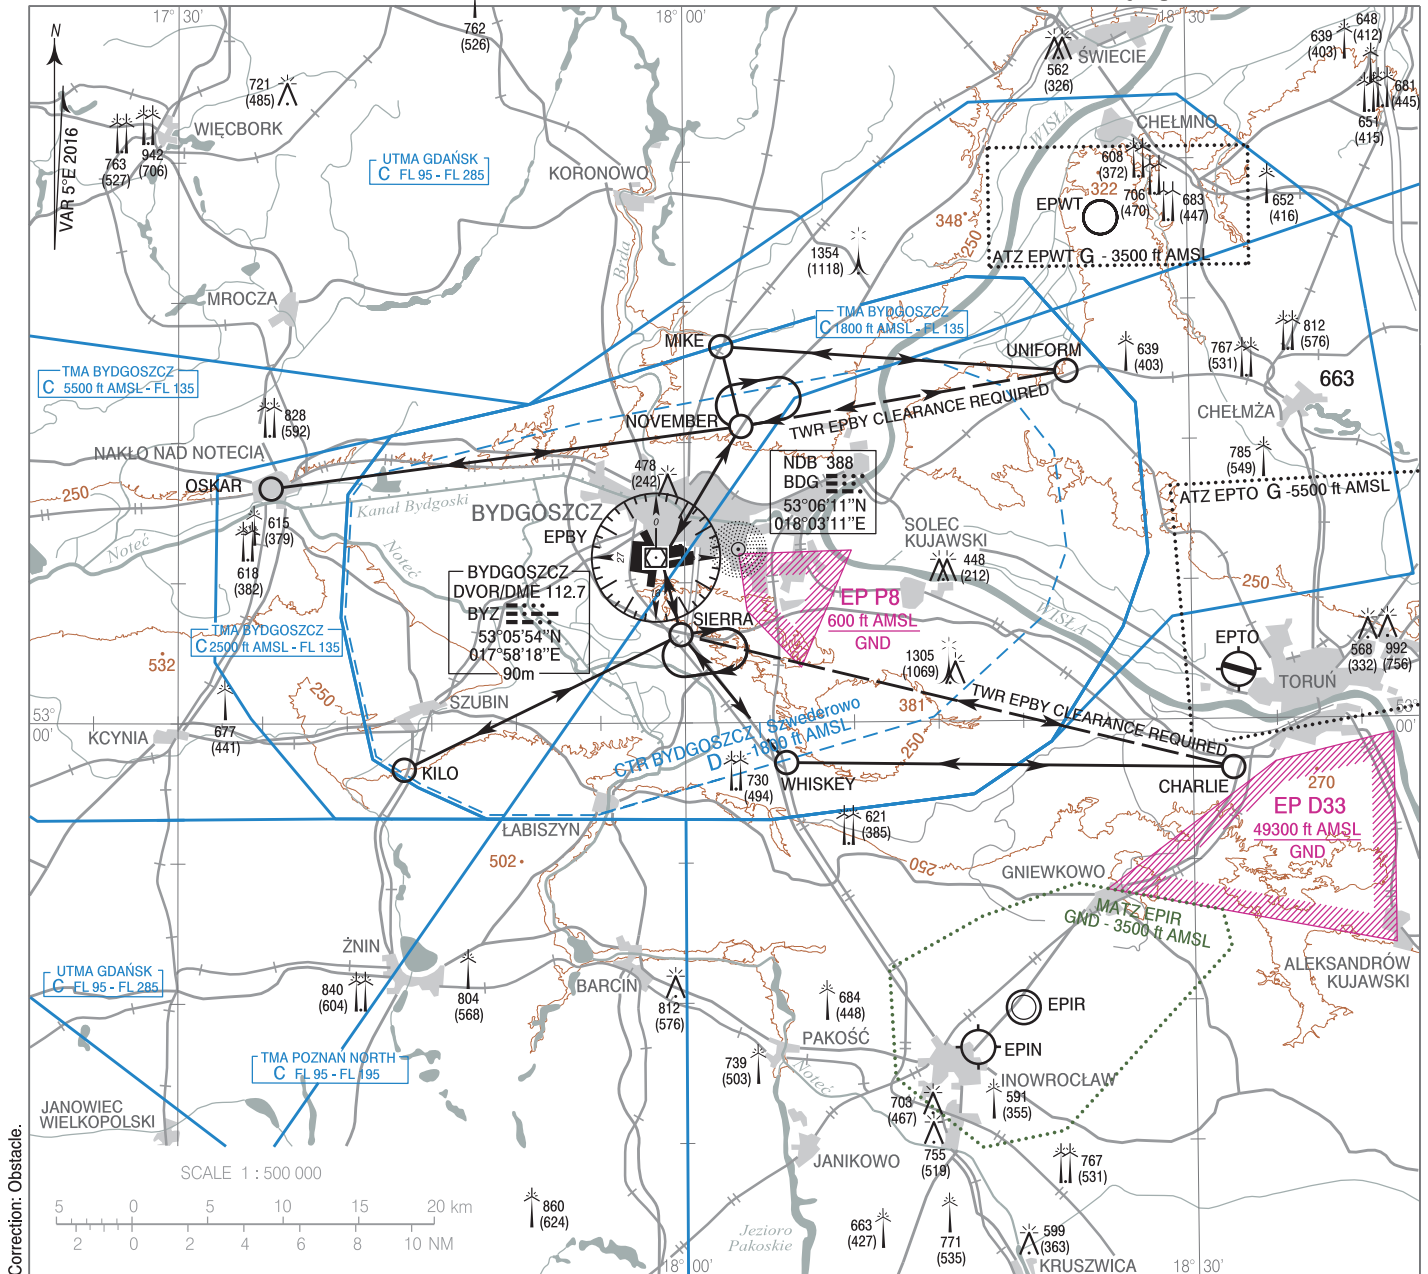 17° 30'
18° 00'
18° 30'
N
VAR 5°E 2016
762
(526)
721
(485)
WIĘCBORK
763
(527)
942
(706)
UTMA GDAŃSK
C FL 95 - FL 285
KORONOWO
Brda
562
(326)
ŚWIECIE
WISŁA
CHEŁMNO
639
(403)
648
(412)
681
(445)
651
(415)
608
(372)
322
706
(470)
683
(447)
652
(416)
EPWT
ATZ EPWT G - 3500 ft AMSL
348
250
1354
(1118)
MROCZA
TMA BYDGOSZCZ
C 1800 ft AMSL - FL 135
MIKE
UNIFORM
639
(403)
767
(531)
812
(576)
663
CHEŁMŻA
TMA BYDGOSZCZ
C 5500 ft AMSL - FL 135
828
(592)
NOVEMBER
TWR EPBY CLEARANCE REQUIRED
NAKŁO NAD NOTECIĄ
OSKAR
250
Kanał Bydgoski
478
(242)
BYDGOSZCZ
EPBY
0
27
NDB 388
BDG
53°06'11"N
018°03'11"E
785
(549)
ATZ EPTO G -5500 ft AMSL
SOLEC
KUJAWSKI
448
(212)
615
(379)
618
(382)
Noteć
Noteć
BYDGOSZCZ
DVOR/DME 112.7
BYZ
53°05'54"N
017°58'18"E
90m
SIERRA
EP P8
600 ft AMSL
GND
WISŁA
250
EPTO
568
(332)
992
(756)
TORUŃ
TMA BYDGOSZCZ
C 2500 ft AMSL - FL 135
532
677
(441)
250
SZUBIN
1305
(1069)
381
250
TWR EPBY CLEARANCE REQUIRED
53°
00'
53°
00'
KCYNIA
KILO
CTR BYDGOSZCZ / Szwederowo
D -1800 ft AMSL
730
(494)
WHISKEY
CHARLIE
270
EP D33
49300 ft AMSL
GND
ŁABISZYN
621
(385)
502
250
GNIEWKOWO
MATZ EPIR
GND - 3500 ft AMSL
ŻNIN
840
(604)
804
(568)
BARCIN
812
(576)
684
(448)
PAKOŚĆ
739
(503)
Noteć
EPIR
EPIN
INOWROCŁAW
591
(355)
ALEKSANDRÓW
KUJAWSKI
UTMA GDAŃSK
C FL 95 - FL 285
TMA POZNAŃ NORTH
C FL 95 - FL 195
JANOWIEC
WIELKOPOLSKI
703
(467)
755
(519)
JANIKOWO
767
(531)
860
(624)
663
(427)
771
(535)
599
(363)
KRUSZWICA
Jezioro
Pakoskie
SCALE 1 : 500 000
5 0 5 10 15 20 km
2 0 2 4 6 8 10 NM
18° 00'
18° 30'
Correction: Obstacle.